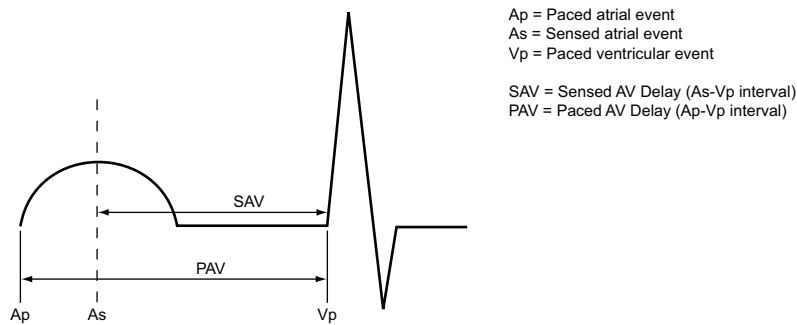 Ap = Paced atrial event
As = Sensed atrial event
Vp = Paced ventricular event
SAV = Sensed AV Delay (As-Vp interval)
PAV = Paced AV Delay (Ap-Vp interval)
SAV
PAV
Ap As Vp